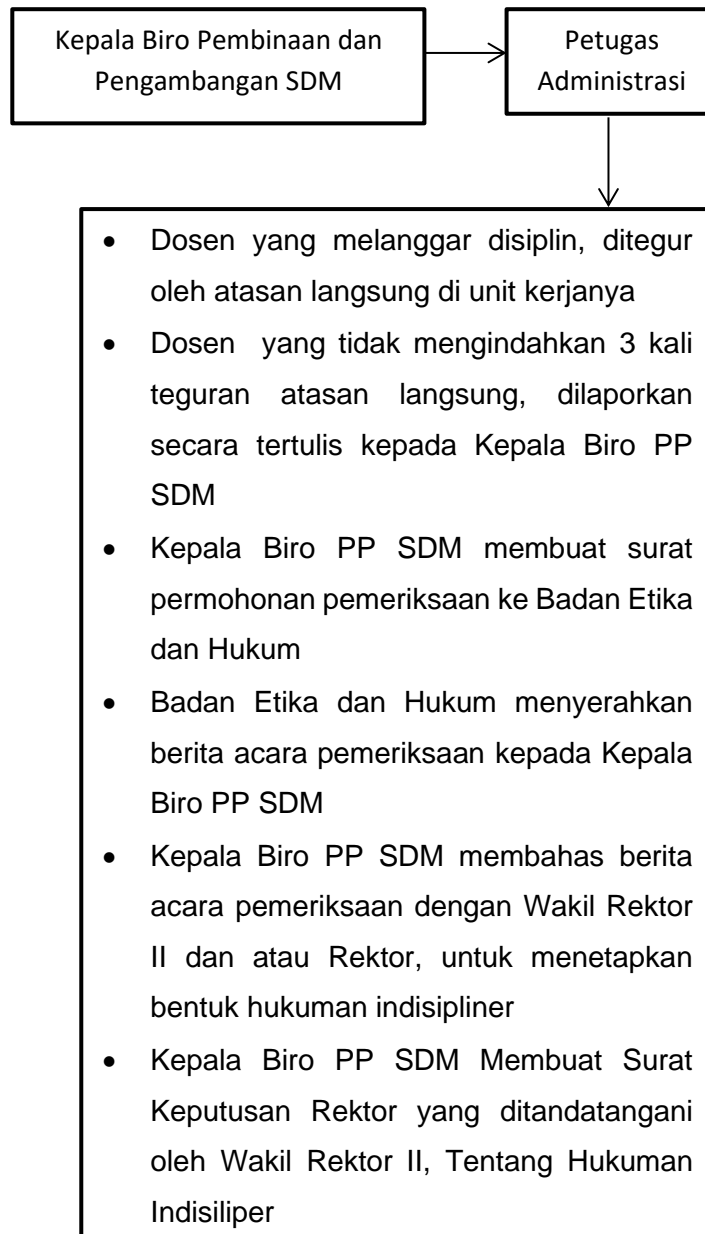 Kepala Biro Pembinaan dan
Pengambangan SDM
Petugas
Administrasi
• Dosen yang melanggar disiplin, ditegur
oleh atasan langsung di unit kerjanya
• Dosen yang tidak mengindahkan 3 kali
teguran atasan langsung, dilaporkan
secara tertulis kepada Kepala Biro PP
SDM
• Kepala Biro PP SDM membuat surat
permohonan pemeriksaan ke Badan Etika
dan Hukum
• Badan Etika dan Hukum menyerahkan
berita acara pemeriksaan kepada Kepala
Biro PP SDM
• Kepala Biro PP SDM membahas berita
acara pemeriksaan dengan Wakil Rektor
II dan atau Rektor, untuk menetapkan
bentuk hukuman indisipliner
• Kepala Biro PP SDM Membuat Surat
Keputusan Rektor yang ditandatangani
oleh Wakil Rektor II, Tentang Hukuman
Indisiliper